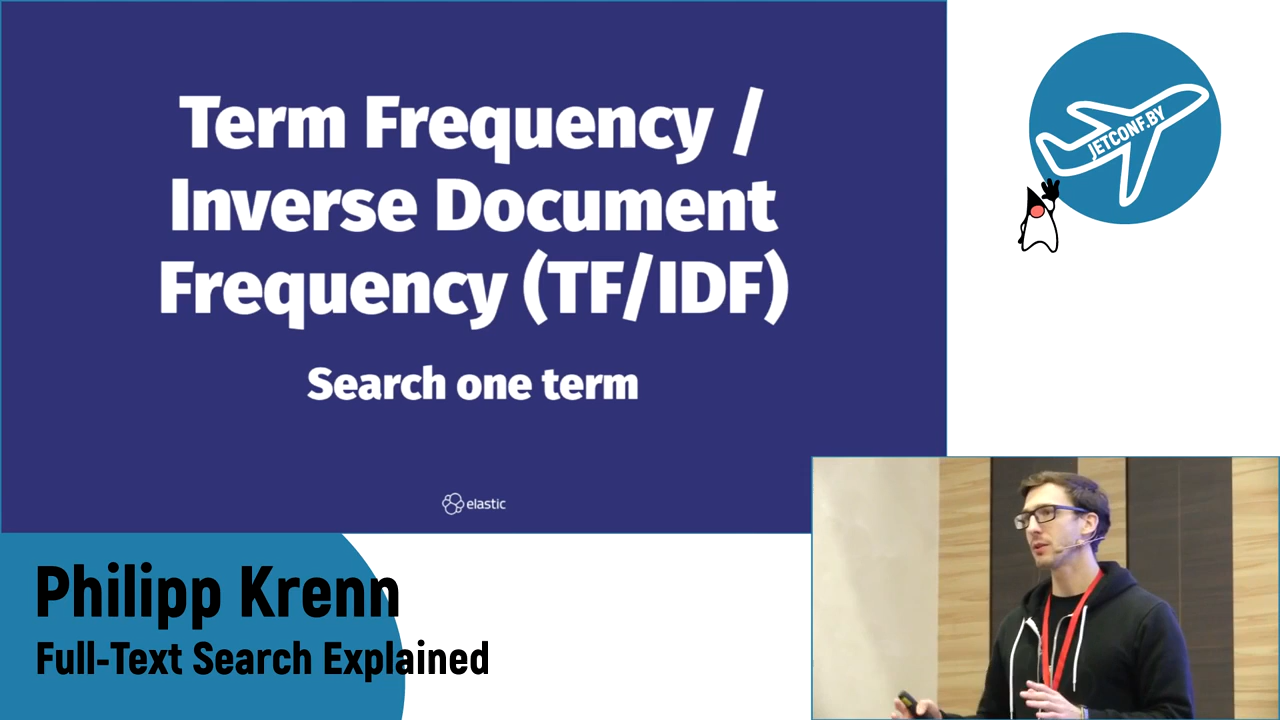 Term Frequency /
Inverse Document
Frequency (TF/IDF)
Search one term
elastic
JETCONF.BY
Philipp Krenn
Full-Text Search Explained